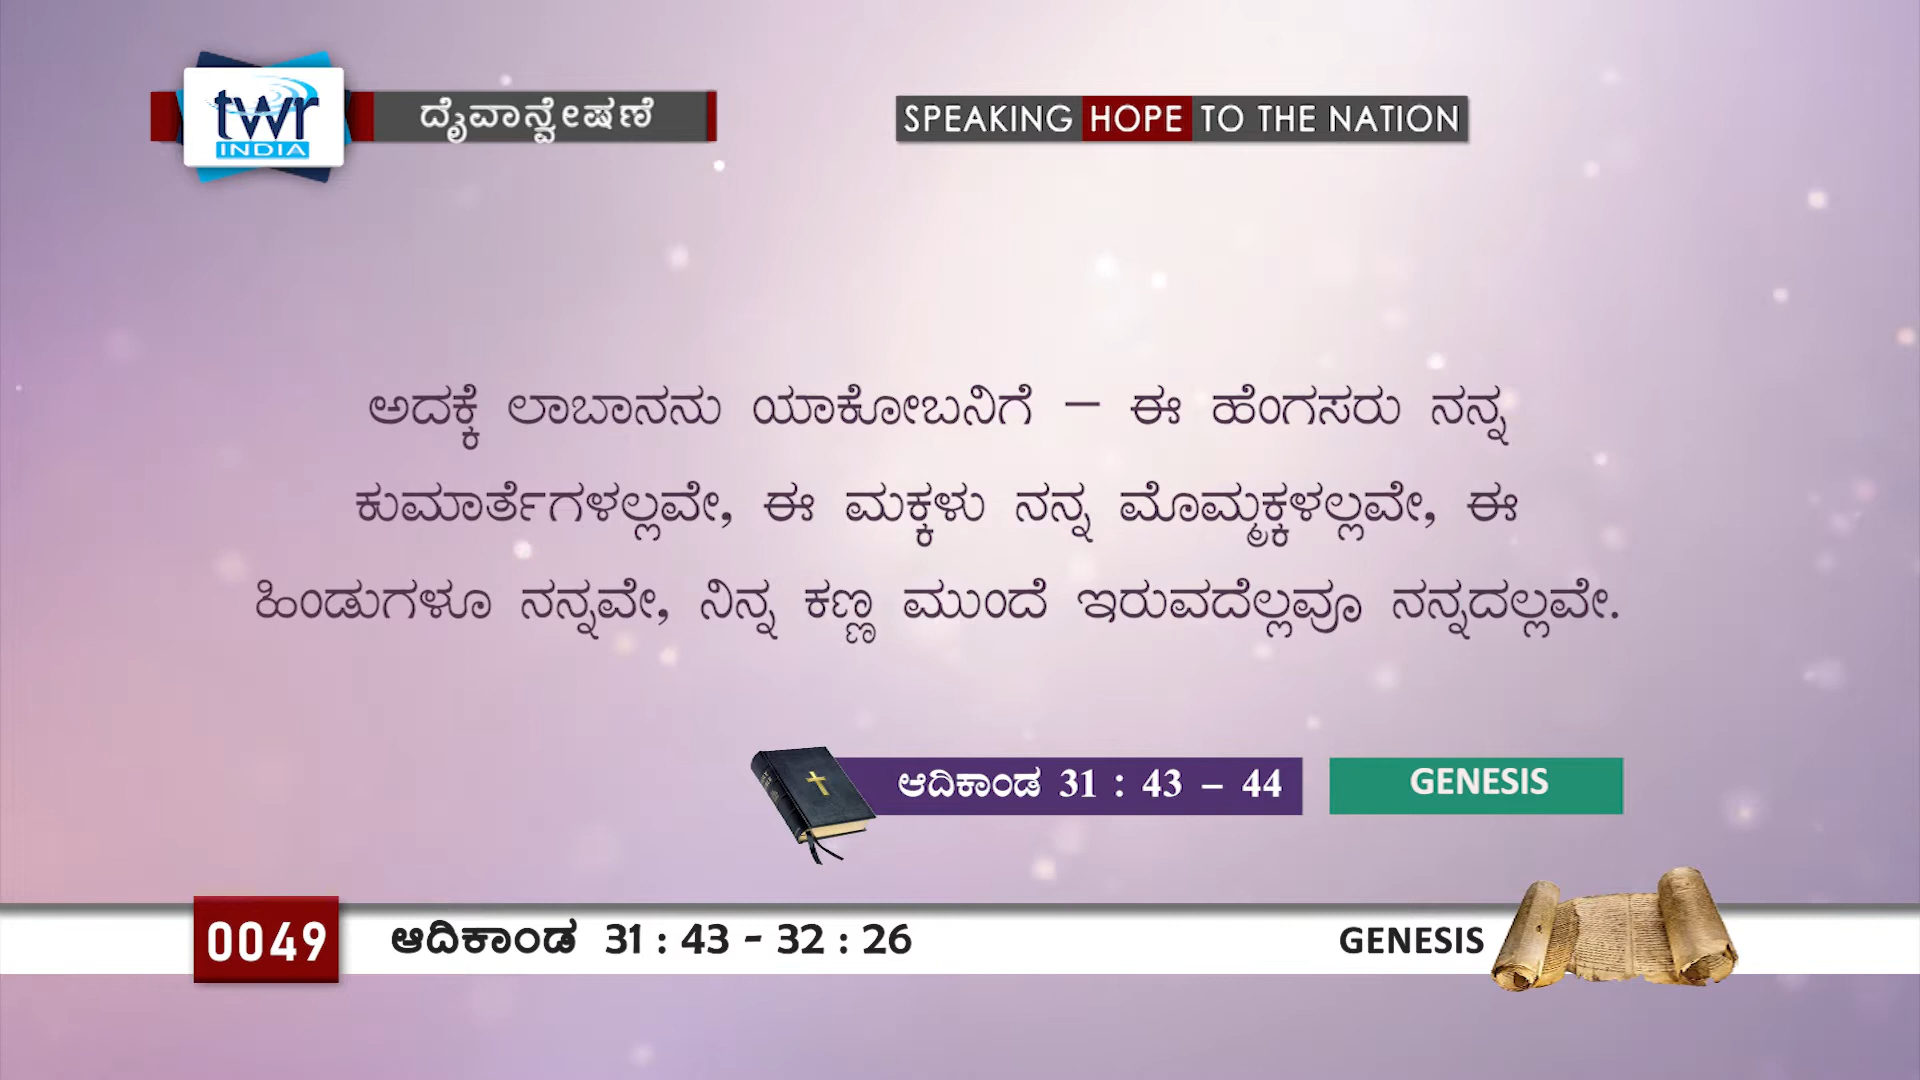 twr
INDIA
ದೈವಾನ್ವೇಷಣೆ
SPEAKING HOPE TO THE NATION
ಅದಕ್ಕೆ ಲಾಬಾನನು ಯಾಕೋಬನಿಗೆ – ಈ ಹೆಂಗಸರು ನನ್ನ
ಕುಮಾರ್ತೆಗಳಲ್ಲವೇ, ಈ ಮಕ್ಕಳು ನನ್ನ ಮೊಮ್ಮಕ್ಕಳಲ್ಲವೇ, ಈ
ಹಿಂಡುಗಳೂ ನನ್ನವೇ, ನಿನ್ನ ಕಣ್ಣ ಮುಂದೆ ಇರುವದೆಲ್ಲವೂ ನನ್ನದಲ್ಲವೇ.
ಆದಿಕಾಂಡ 31 : 43 – 44
GENESIS
0049
ಆದಿಕಾಂಡ 31 : 43 - 32 : 26
GENESIS